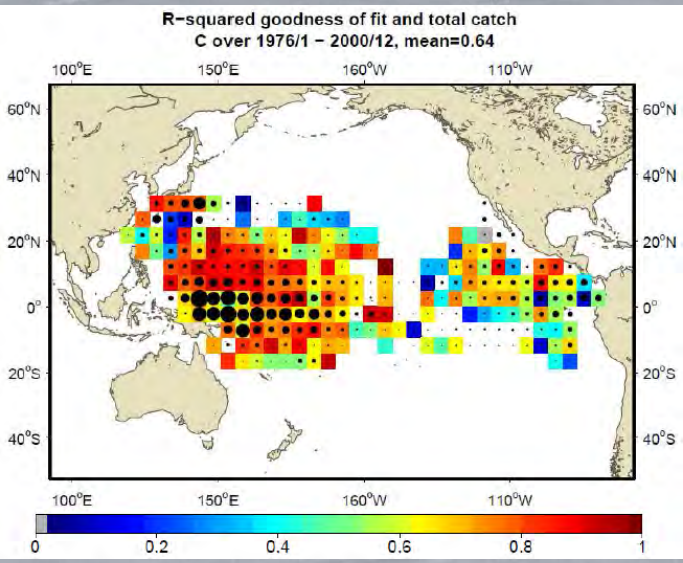 R−squared goodness of fit and total catch
C over 1976/1 − 2000/12, mean=0.64
100°E 150°E 160°W 110°W
60°N 60°N
40°N 40°N
20°N 20°N
0° 0°
20°S 20°S
40°S 40°S
100°E 150°E 160°W 110°W
0 0.2 0.4 0.6 0.8 1